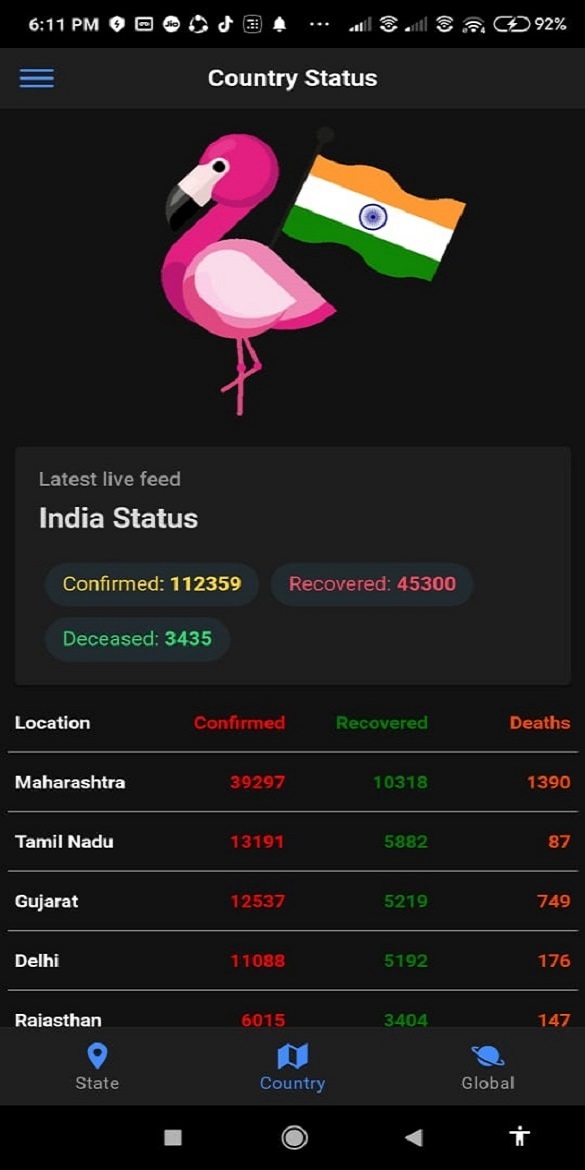 6:11 PM Jio 92%
Country Status
Latest live feed
India Status
Confirmed: 112359 Recovered: 45300
Deceased: 3435
Location Confirmed Recovered Deaths
Maharashtra 39297 10318 1390
Tamil Nadu 13191 5882 87
Gujarat 12537 5219 749
Delhi 11088 5192 176
Rajasthan 6015 3404 147
State Country Global